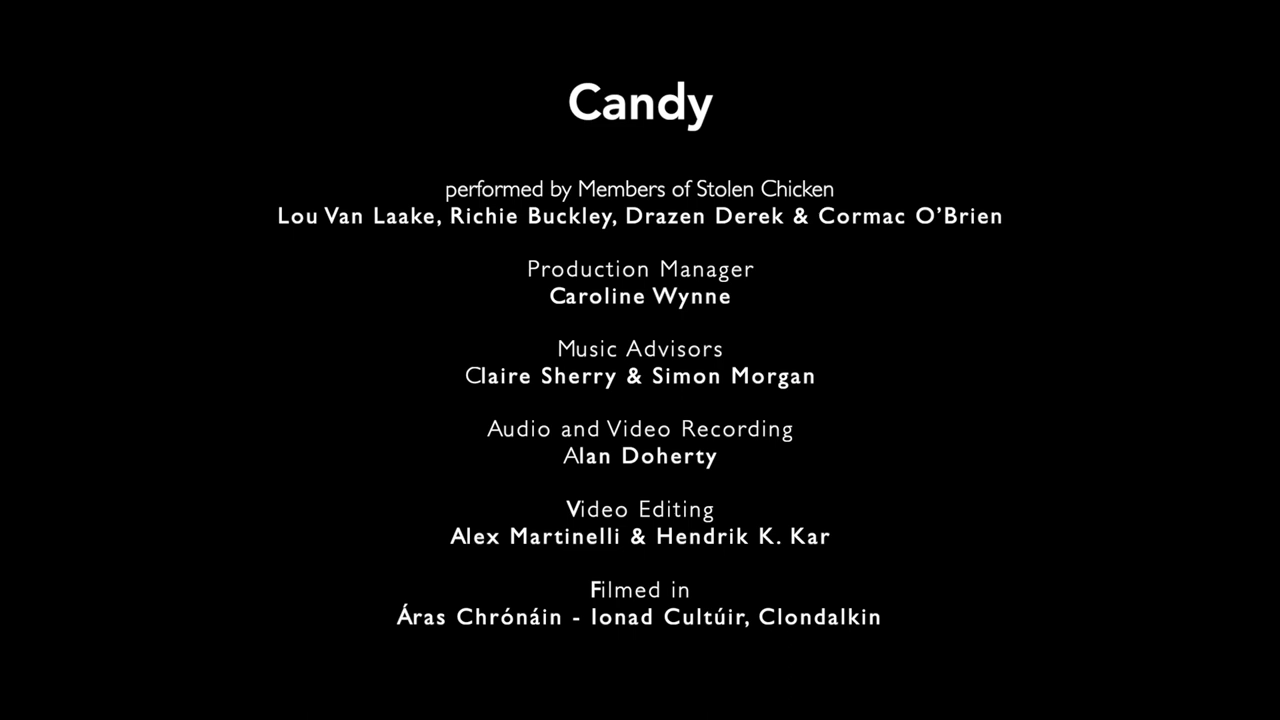 Candy
performed by Members of Stolen Chicken
Lou Van Laake, Richie Buckley, Drazen Derek & Cormac O’Brien
Production Manager
Caroline Wynne
Music Advisors
Claire Sherry & Simon Morgan
Audio and Video Recording
Alan Doherty
Video Editing
Alex Martinelli & Hendrik K. Kar
Filmed in
Áras Chrónáin - Ionad Cultúir, Clondalkin